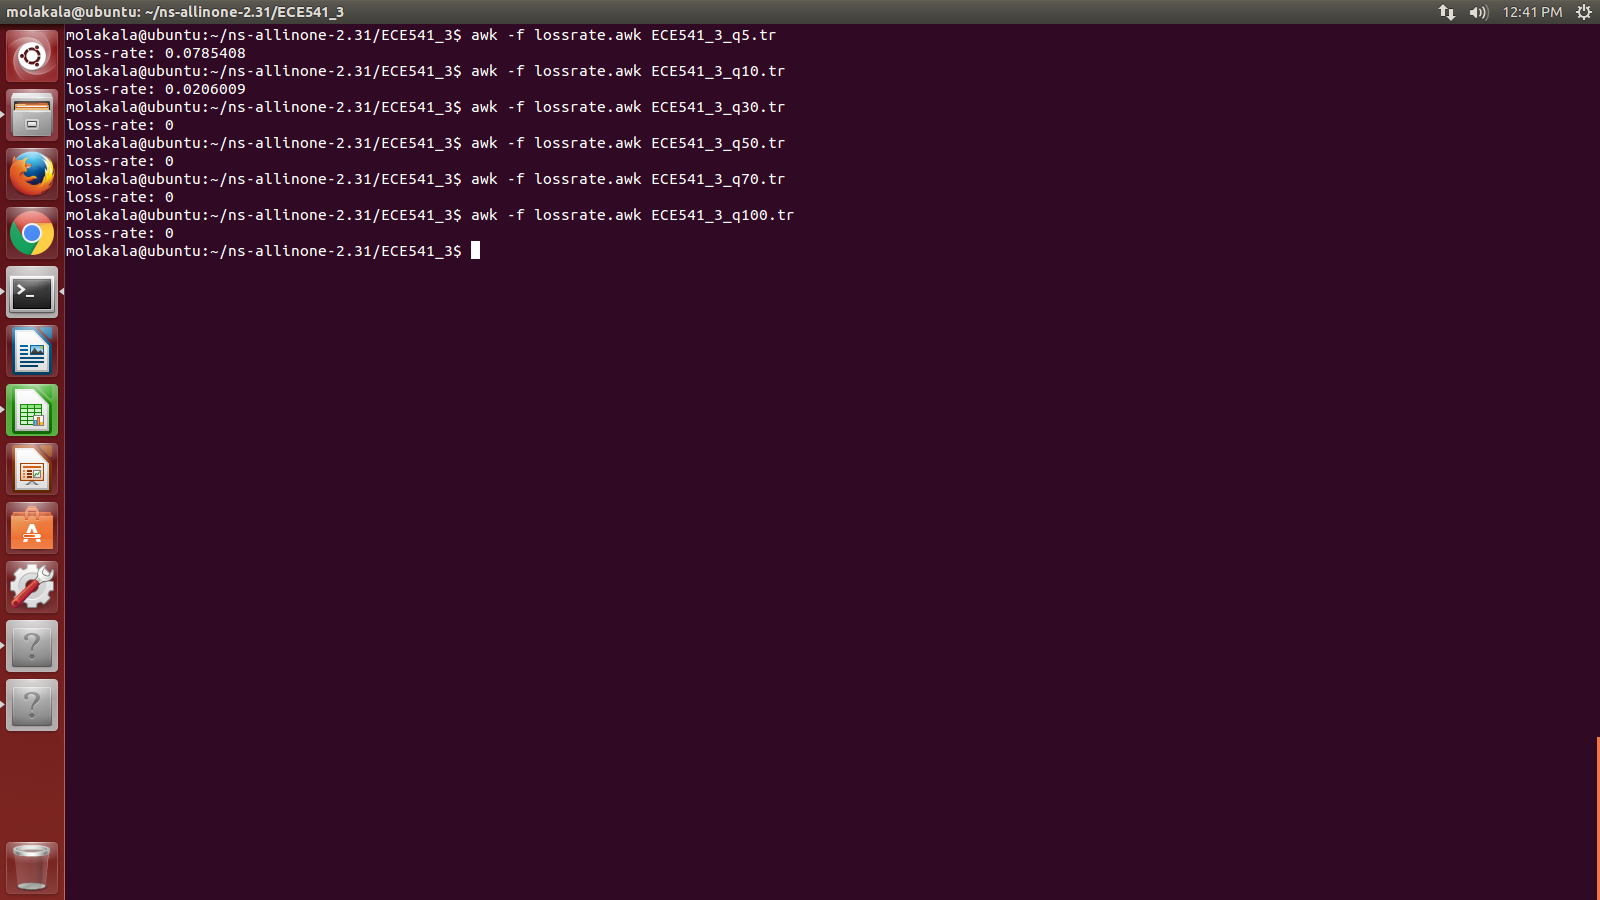 molakala@ubuntu: ~/ns-allinone-2.31/ECE541_3 12:41 PM
molakala@ubuntu:~/ns-allinone-2.31/ECE541_3$ awk -f lossrate.awk ECE541_3_q5.tr
loss-rate: 0.0785408
molakala@ubuntu:~/ns-allinone-2.31/ECE541_3$ awk -f lossrate.awk ECE541_3_q10.tr
loss-rate: 0.0206009
molakala@ubuntu:~/ns-allinone-2.31/ECE541_3$ awk -f lossrate.awk ECE541_3_q30.tr
loss-rate: 0
molakala@ubuntu:~/ns-allinone-2.31/ECE541_3$ awk -f lossrate.awk ECE541_3_q50.tr
loss-rate: 0
molakala@ubuntu:~/ns-allinone-2.31/ECE541_3$ awk -f lossrate.awk ECE541_3_q70.tr
loss-rate: 0
molakala@ubuntu:~/ns-allinone-2.31/ECE541_3$ awk -f lossrate.awk ECE541_3_q100.tr
loss-rate: 0
molakala@ubuntu:~/ns-allinone-2.31/ECE541_3$